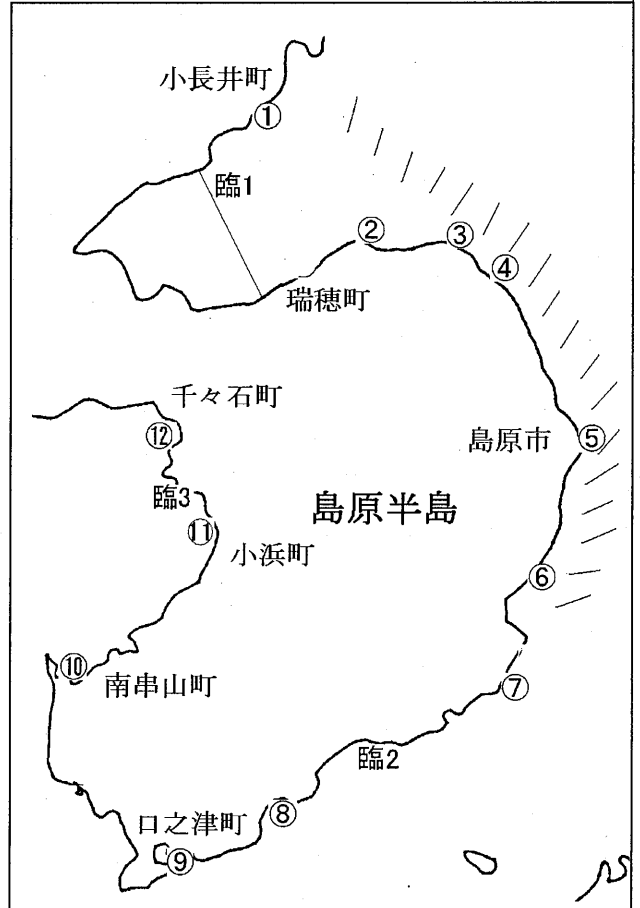 小長井町
①
臨1
②
③
④
瑞穂町
千々石町
⑫
島原市
⑤
臨3
島原半島
⑪
小浜町
⑥
⑩
南串山町
⑦
臨2
口之津町
⑧
⑨